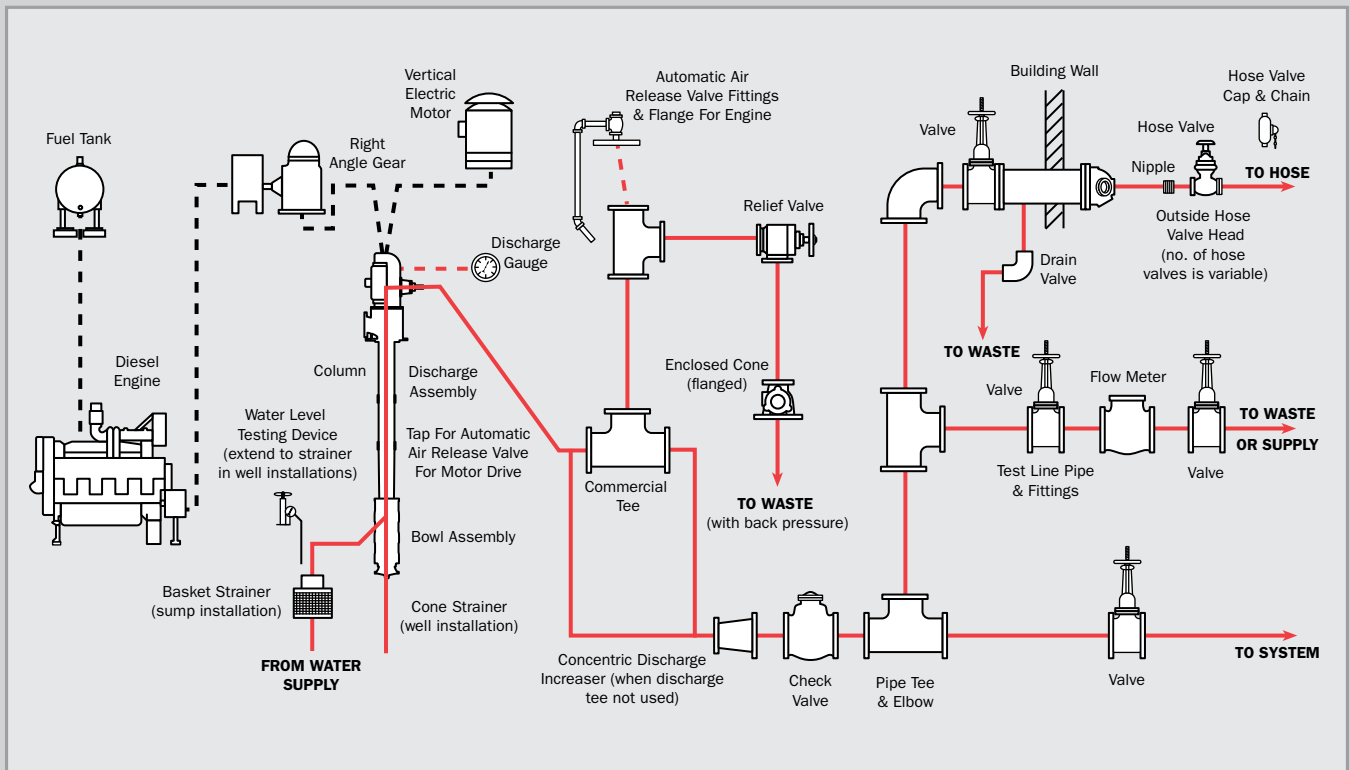 Fuel Tank
Vertical
Electric
Motor
Right
Angle Gear
Automatic Air
Release Valve Fittings
& Flange For Engine
Building Wall
Hose Valve
Cap & Chain
Valve
Hose Valve
Nipple
TO HOSE
Relief Valve
Outside Hose
Valve Head
(no. of hose
valves is variable)
Discharge
Gauge
Drain
Valve
TO WASTE
Diesel
Engine
Column
Discharge
Assembly
Enclosed Cone
(flanged)
Valve
Flow Meter
TO WASTE
OR SUPPLY
Water Level
Testing Device
(extend to strainer
in well installations)
Tap For Automatic
Air Release Valve
For Motor Drive
Commercial
Tee
TO WASTE
(with back pressure)
Test Line Pipe
& Fittings
Valve
Bowl Assembly
Basket Strainer
(sump installation)
Cone Strainer
(well installation)
FROM WATER
SUPPLY
Concentric Discharge
Increaser (when discharge
tee not used)
Check
Valve
Pipe Tee
& Elbow
Valve
TO SYSTEM